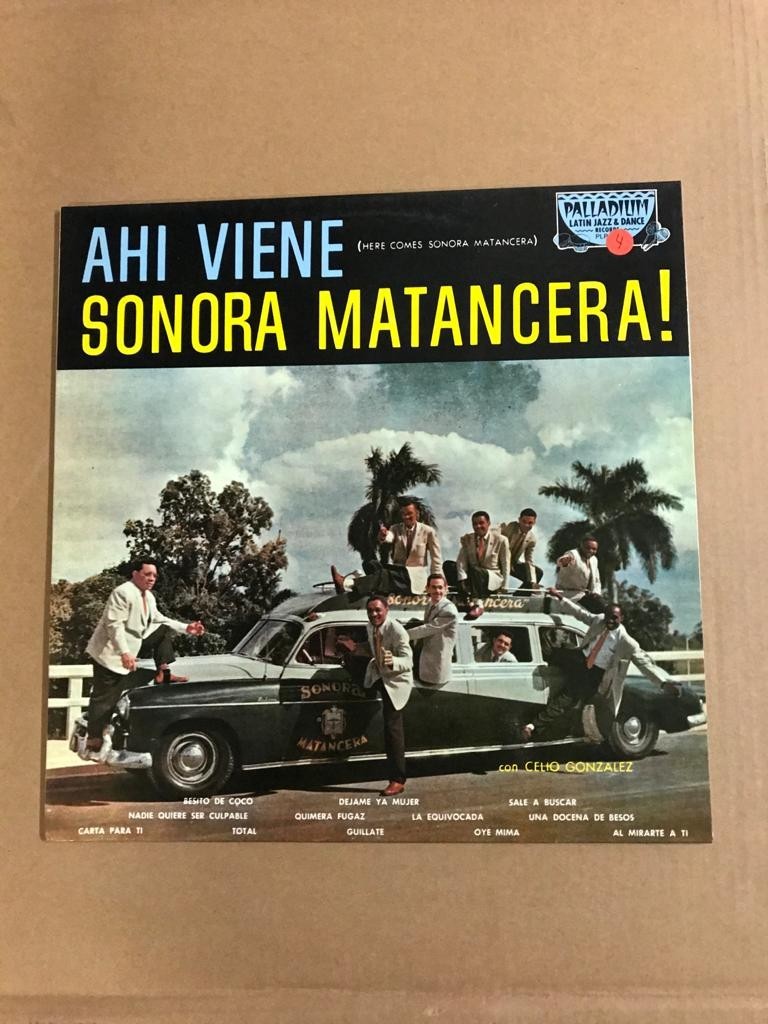 AHI VIENE
(HERE COMES SONORA MATANCERA)
SONORA MATANCERA!
PALLADIUM
LATIN JAZZ & DANCE
RECORDS
4
SONORA
MATANCERA
con CELIO GONZALEZ
BESITO DE COCO DEJAME YA MUJER SALE A BUSCAR
NADIE QUIERE SER CULPABLE QUIMERA FUGAZ LA EQUIVOCADA UNA DOCENA DE BESOS
CARTA PARA TI TOTAL GUILLATE OYE MIMA AL MIRARTE A TI